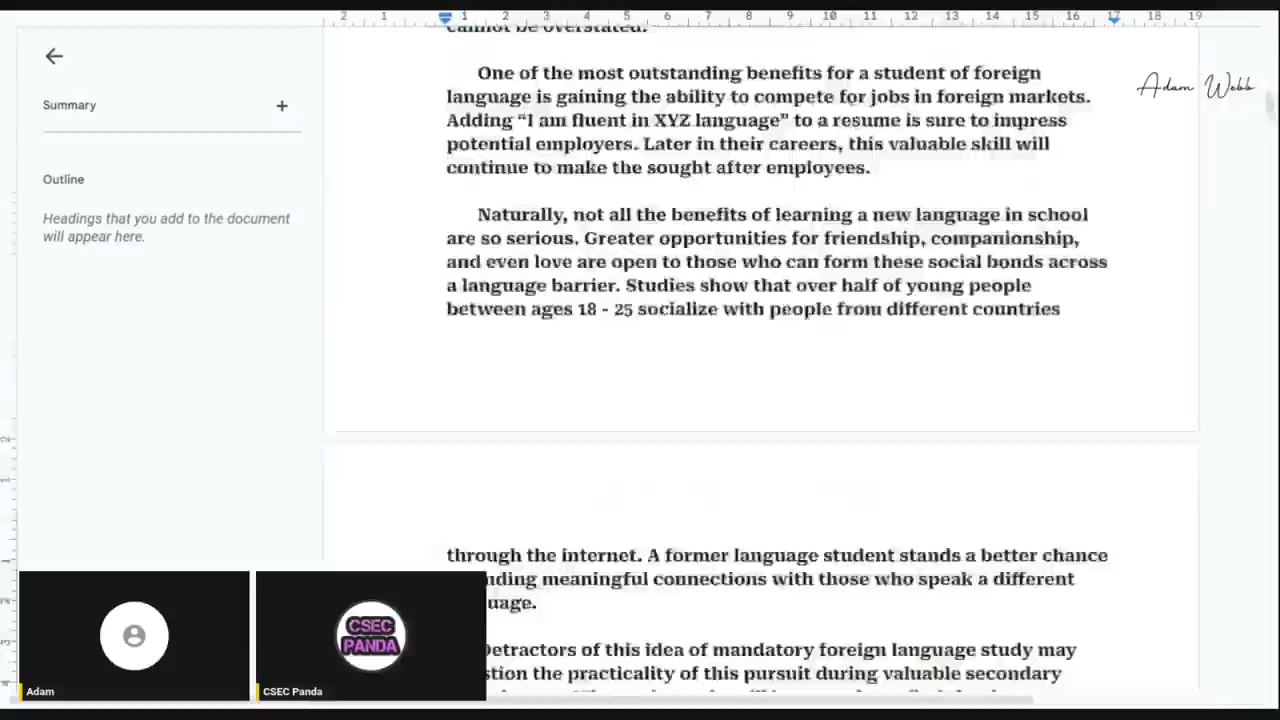 2 1 1 2 3 4 5 6 7 8 9 10 11 12 13 14 15 16 17 18 19
cannot be overstated.
Adam Webb
Summary
Outline
Headings that you add to the document
will appear here.
One of the most outstanding benefits for a student of foreign
language is gaining the ability to compete for jobs in foreign markets.
Adding “I am fluent in XYZ language” to a resume is sure to impress
potential employers. Later in their careers, this valuable skill will
continue to make the sought after employees.
Naturally, not all the benefits of learning a new language in school
are so serious. Greater opportunities for friendship, companionship,
and even love are open to those who can form these social bonds across
a language barrier. Studies show that over half of young people
between ages 18 - 25 socialize with people from different countries
through the internet. A former language student stands a better chance
nding meaningful connections with those who speak a different
uage.
Detractors of this idea of mandatory foreign language study may
stion the practicality of this pursuit during valuable secondary
CSEC
PANDA
Adam
CSEC Panda